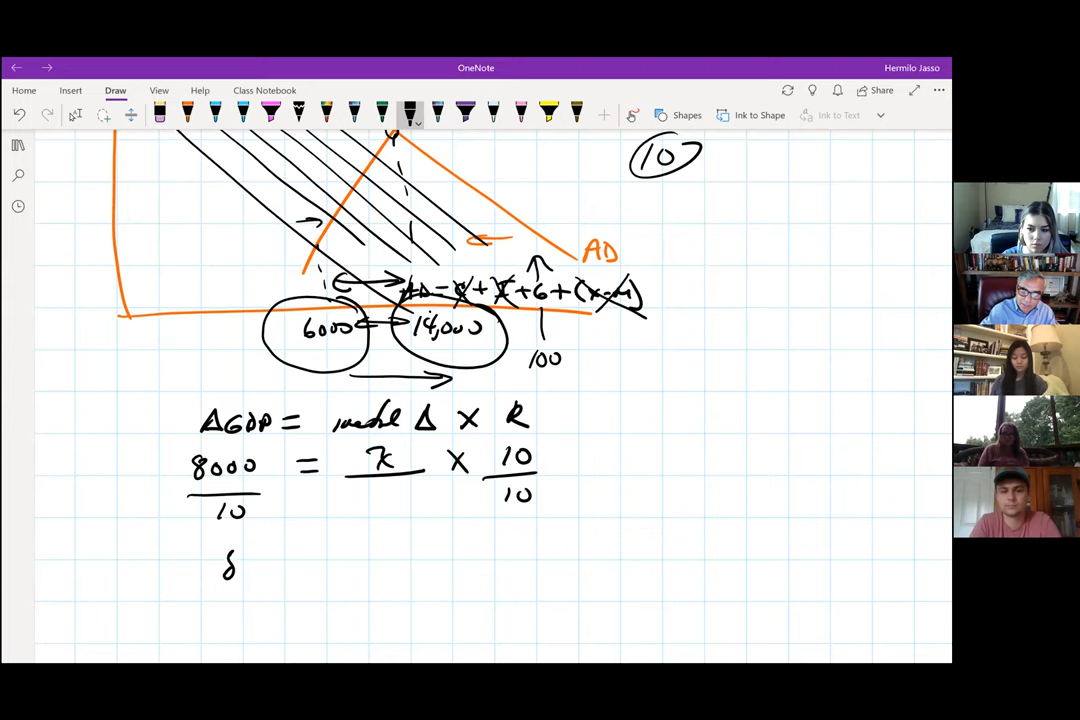 OneNote
Hermilo Jasso
Home Insert Draw View Help Class Notebook Share
Shapes Ink to Shape Ink to Text
10
AD
AD = C + I + G + (X-M)
6000 14,000
100
ΔGDP = Δ X k
8000 = x X 10
10 10
8